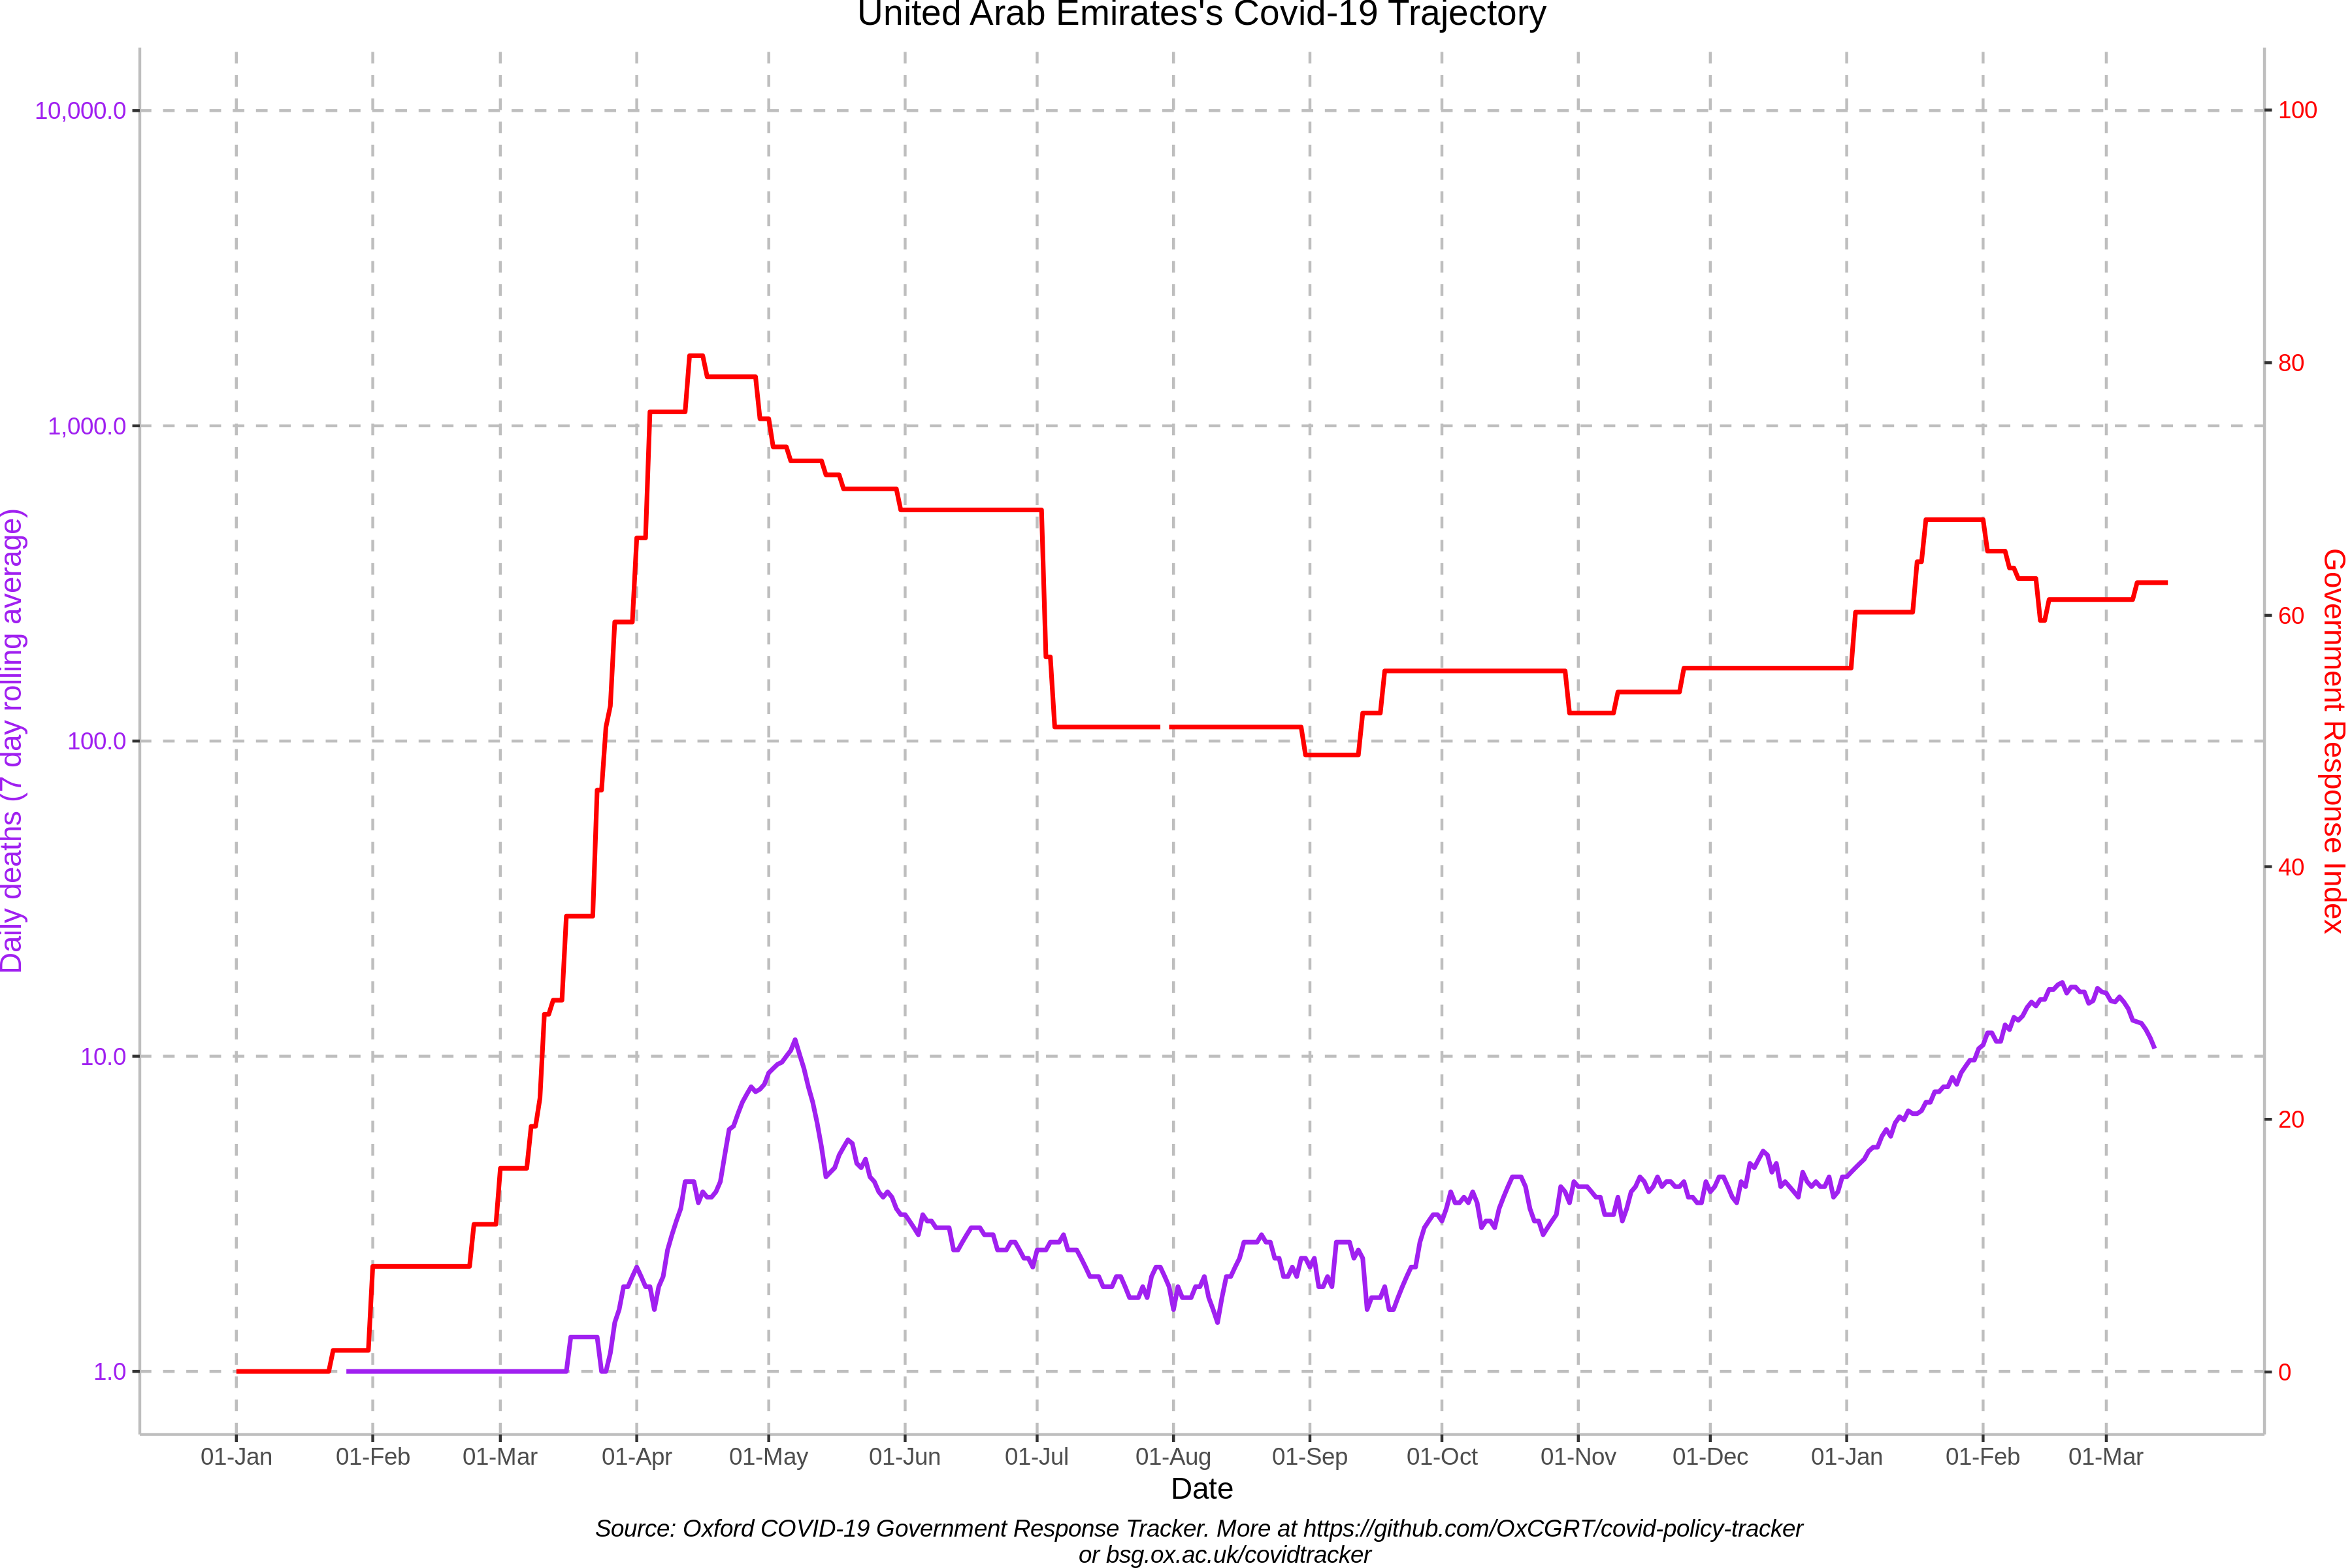 United Arab Emirates's Covid-19 Trajectory
10,000.0
1,000.0
100.0
10.0
1.0
Daily deaths (7 day rolling average)
100
80
60
40
20
0
Government Response Index
01-Jan 01-Feb 01-Mar 01-Apr 01-May 01-Jun 01-Jul 01-Aug 01-Sep 01-Oct 01-Nov 01-Dec 01-Jan 01-Feb 01-Mar
Date
Source: Oxford COVID-19 Government Response Tracker. More at https://github.com/OxCGRT/covid-policy-tracker
or bsg.ox.ac.uk/covidtracker